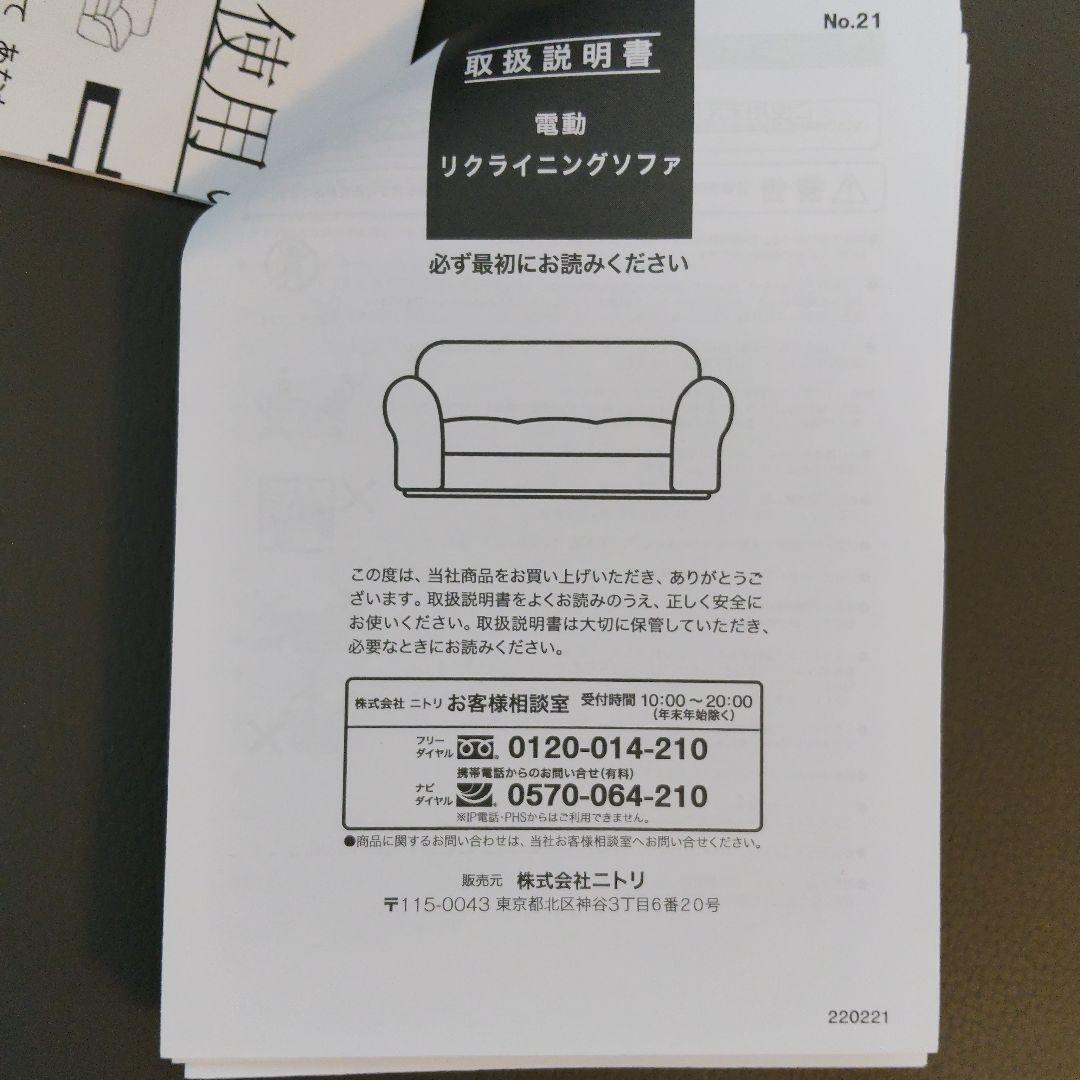 使用
No.21
取扱説明書
電動
リクライニングソファ
必ず最初にお読みください
この度は、当社商品をお買い上げいただき、ありがとうご
ざいます。取扱説明書をよくお読みのうえ、正しく安全に
お使いください。取扱説明書は大切に保管していただき、
必要なときにお読みください。
株式会社 ニトリ お客様相談室 受付時間 10:00～20:00
(年末年始除く)
フリー
ダイヤル 0120-014-210
携帯電話からのお問い合せ(有料)
ナビ
ダイヤル 0570-064-210
※IP電話・PHSからはご利用できません。
●商品に関するお問い合わせは、当社お客様相談室へお問い合せください。
販売元 株式会社ニトリ
〒115-0043 東京都北区神谷3丁目6番20号
220221